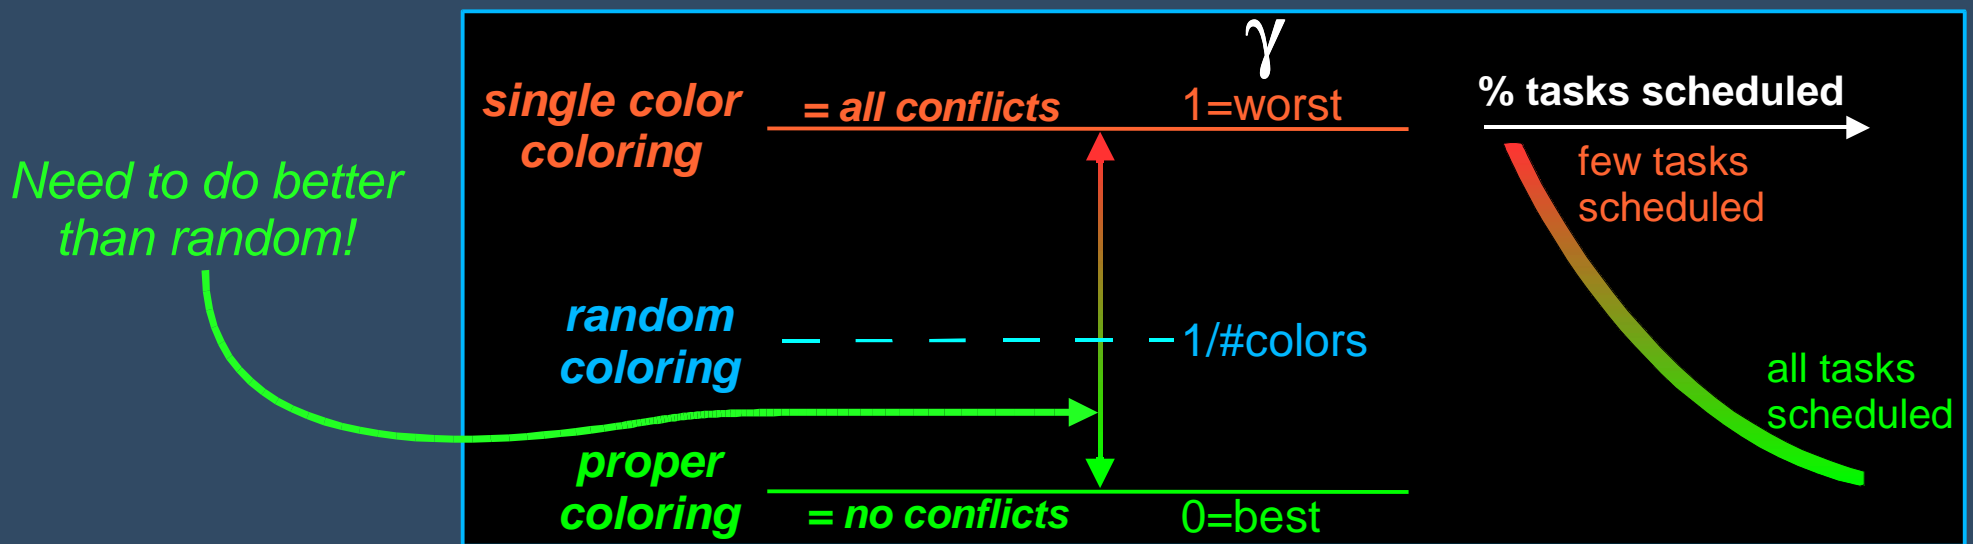 Need to do better
than random!
γ
single color
coloring
= all conflicts
1=worst
random
coloring
1/#colors
proper
coloring
= no conflicts
0=best
% tasks scheduled
few tasks
scheduled
all tasks
scheduled